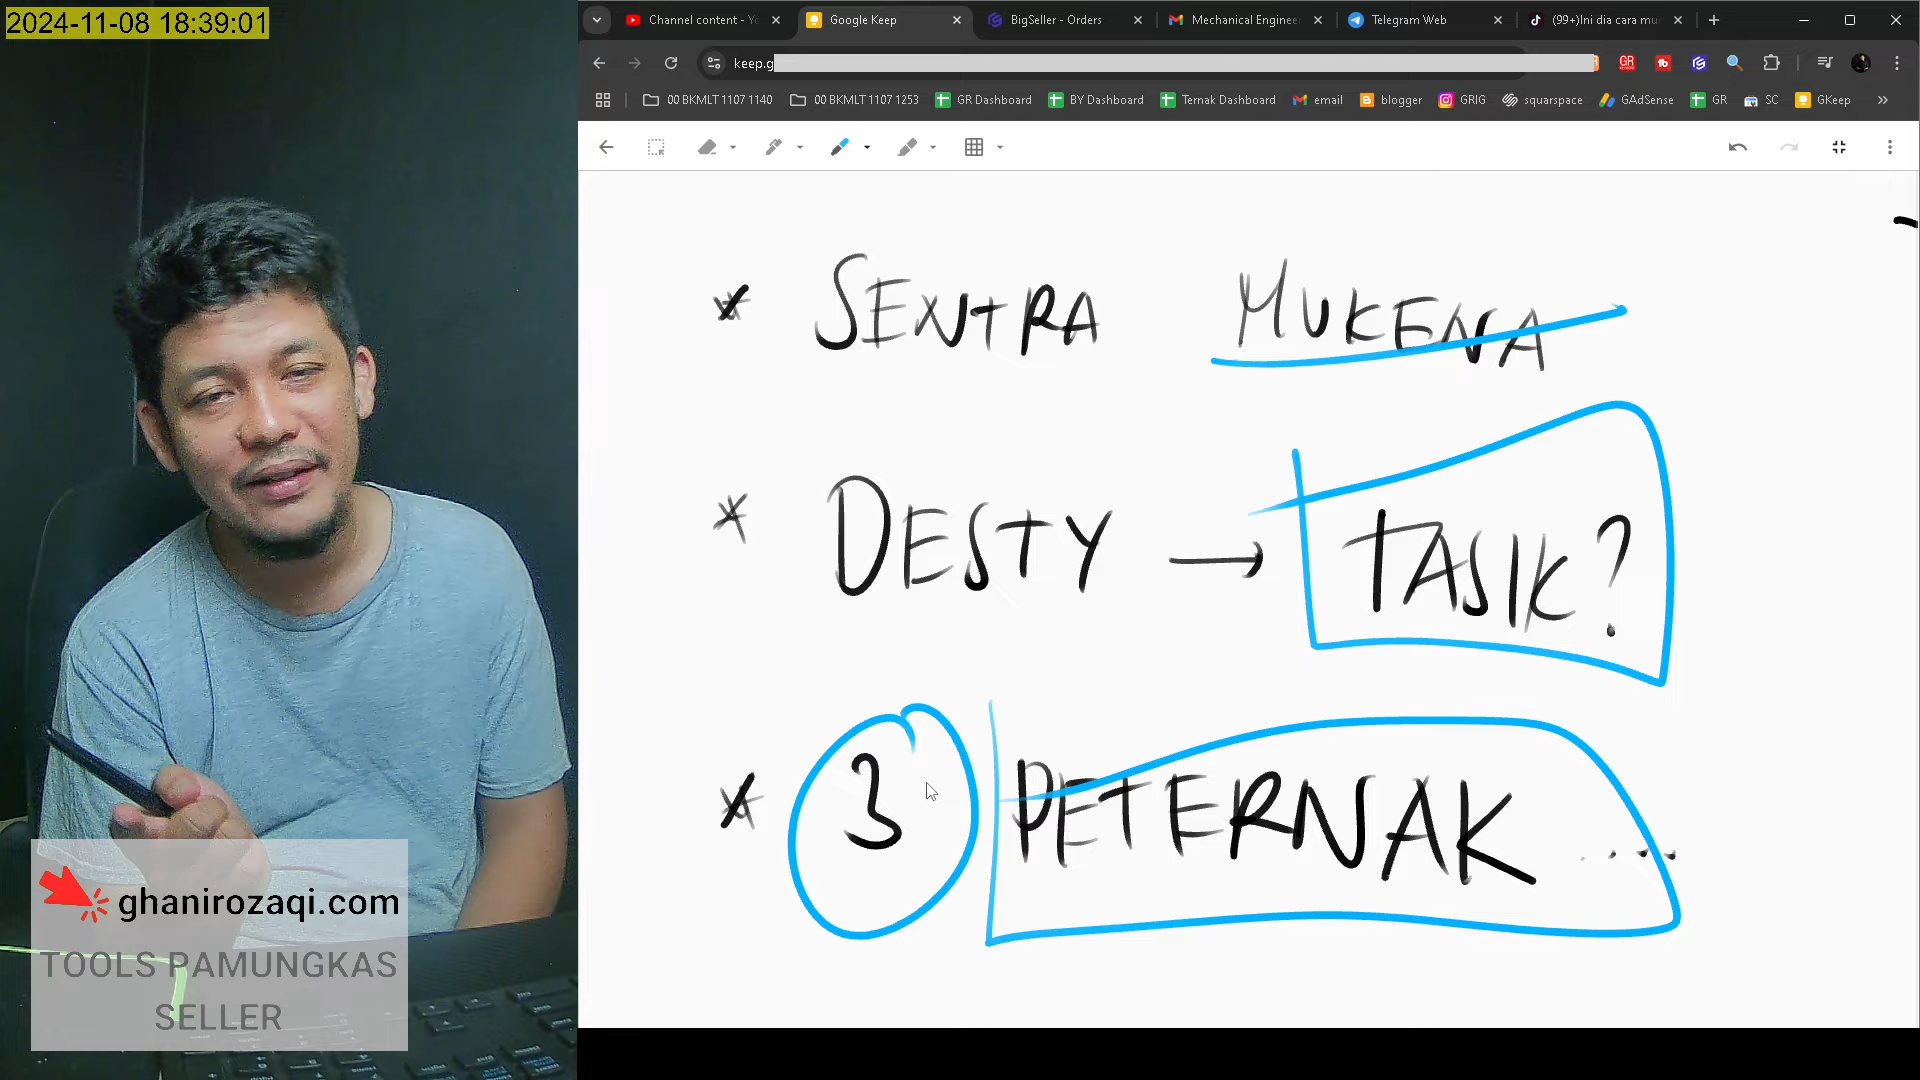 2024-11-08 18:39:01
Channel content - Yo
Google Keep
BigSeller - Orders
Mechanical Enginee
Telegram Web
(99+)Ini dia cara mu
keep.g
00 BKMLT 1107 1140
00 BKMLT 1107 1253
GR Dashboard
BY Dashboard
Ternak Dashboard
email
blogger
GRIG
squarspace
GAdSense
GR
SC
GKeep
* SENTRA MUKENA
* DESTY → TASIK?
* 3 PETERNAK ....
ghanirozaqi.com
TOOLS PAMUNGKAS
SELLER